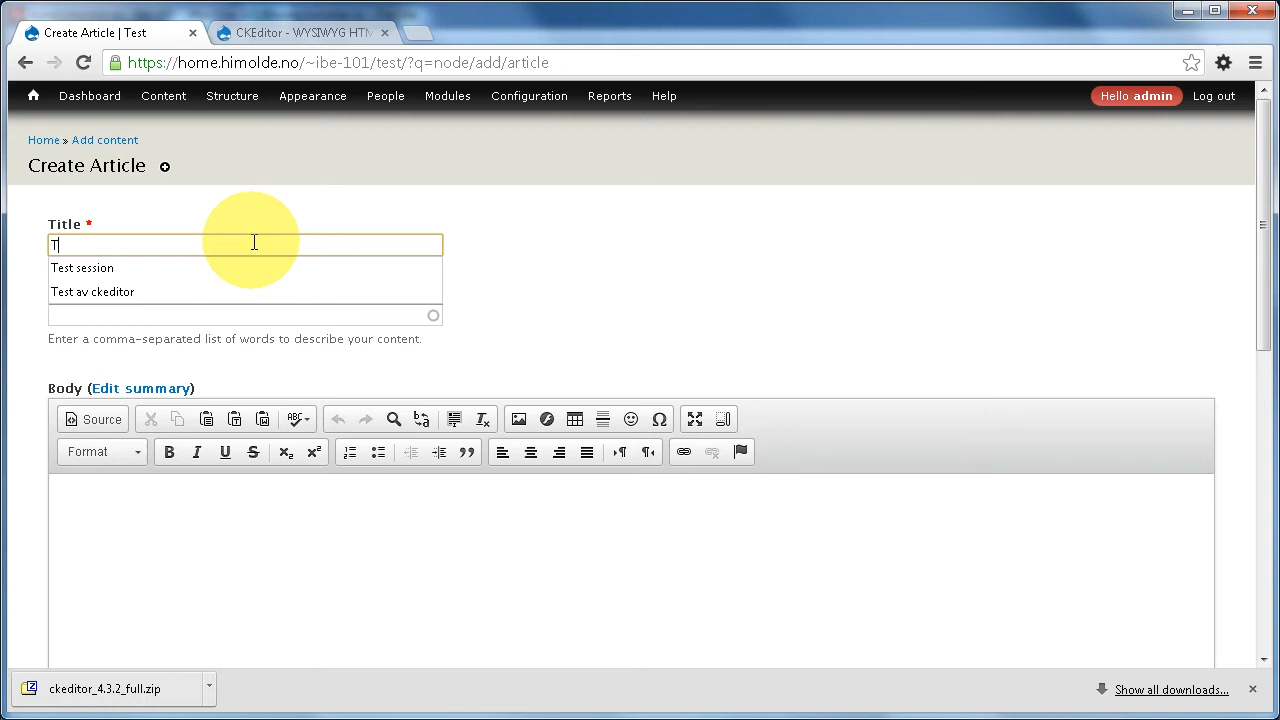 Create Article | Test
CKEditor - WYSIWYG HTM
https://home.himolde.no/~ibe-101/test/?q=node/add/article
Dashboard Content Structure Appearance People Modules Configuration Reports Help Hello admin Log out
Home » Add content
Create Article
Title *
T
Test session
Test av ckeditor
Enter a comma-separated list of words to describe your content.
Body (Edit summary)
Source ABC
Format B I U S
ckeditor_4.3.2_full.zip
Show all downloads...